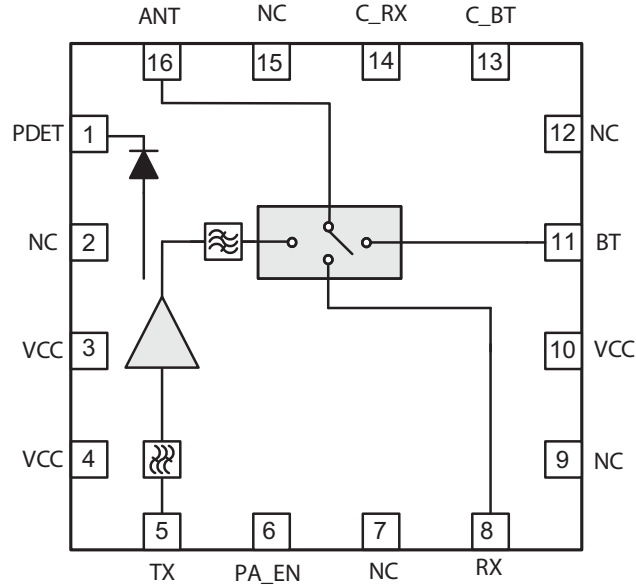 ANT NC C_RX C_BT
16 15 14 13
PDET 1 12 NC
NC 2 11 BT
VCC 3 10 VCC
VCC 4 9 NC
5 6 7 8
TX PA_EN NC RX